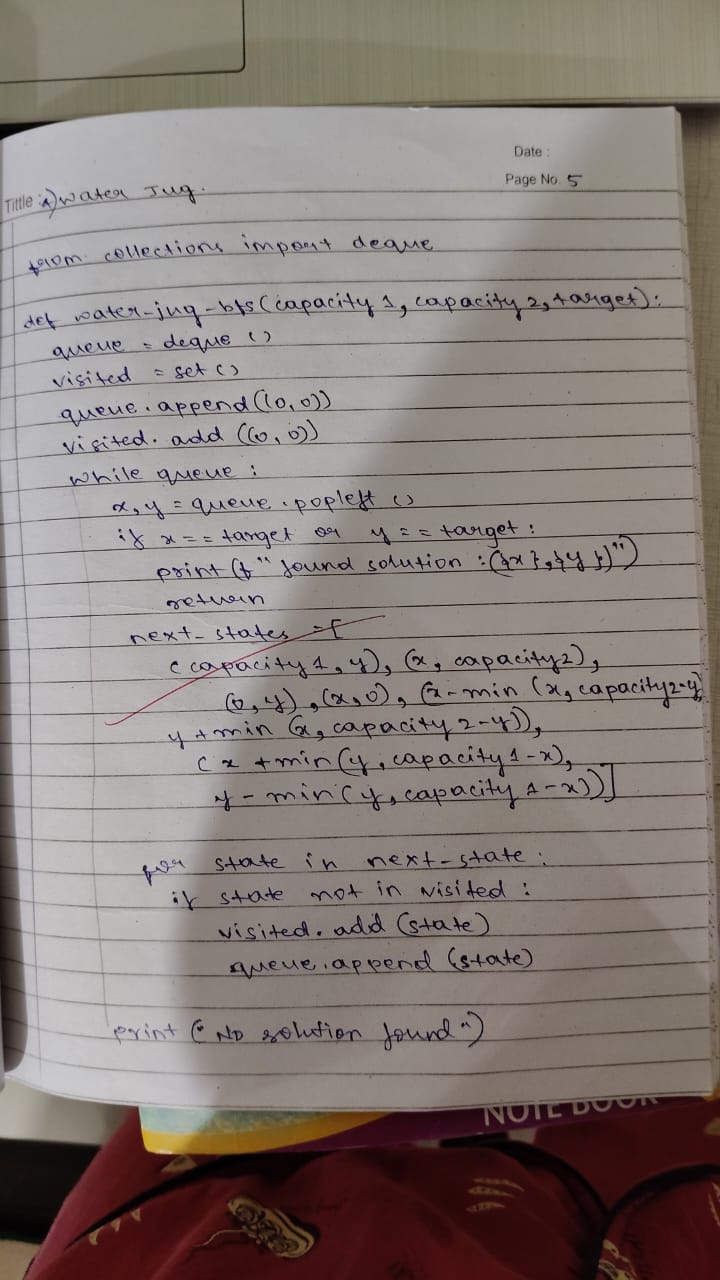 Date :
Page No. 5
Tittle : A) Water Jug.
from collections import deque
def water-jug-bfs (capacity 1, capacity 2, target):
queue = deque ()
visited = set ()
queue . append ((0,0))
visited. add ((0,0))
while queue :
x, y = queue . popleft ()
if x == target or y == target :
print (f" found solution :({x},{y})")
return
next-states = [
(capacity 1, y), (x, capacity2),
(0, y), (x,0), (x-min (x, capacity2-y)
y + min (x, capacity 2-y)),
(x + min (y, capacity 1-x),
y - min (y, capacity 1-x))]
for state in next-state :
if state not in visited :
visited. add (state)
queue. append (state)
print ("No solution found")
NOTE BOOK